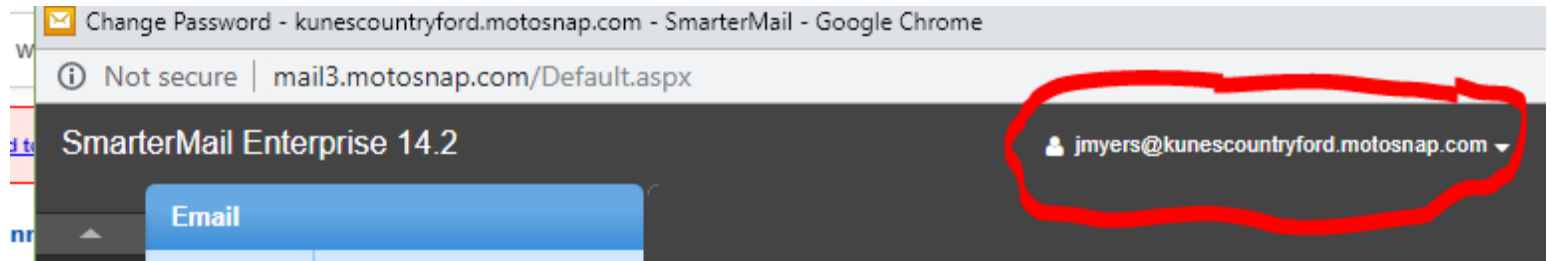 Change Password - kunescountryford.motosnap.com - SmarterMail - Google Chrome
Not secure | mail3.motosnap.com/Default.aspx
SmarterMail Enterprise 14.2
jmyers@kunescountryford.motosnap.com
Email